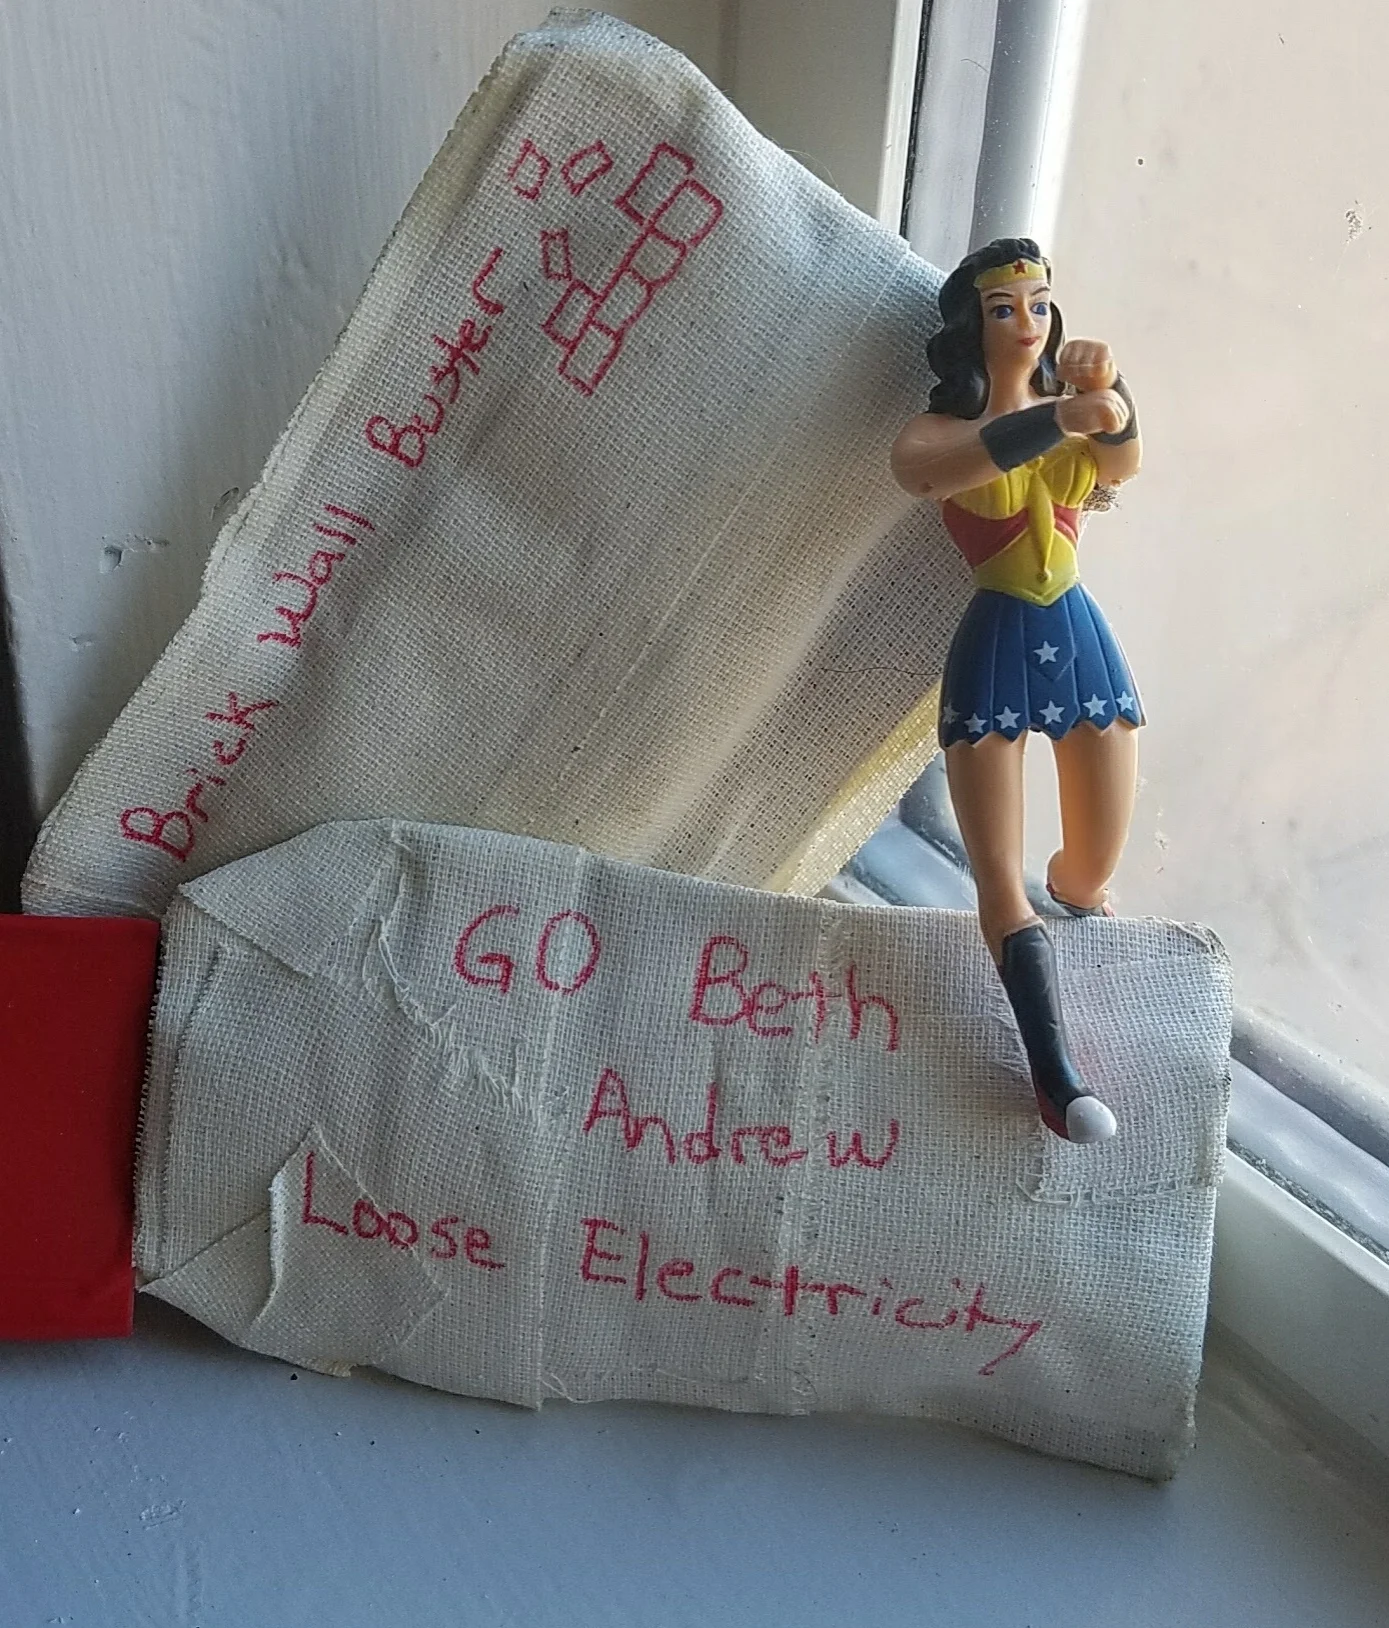 Brick Wall Buster
GO Beth
Andrew
Loose Electricity